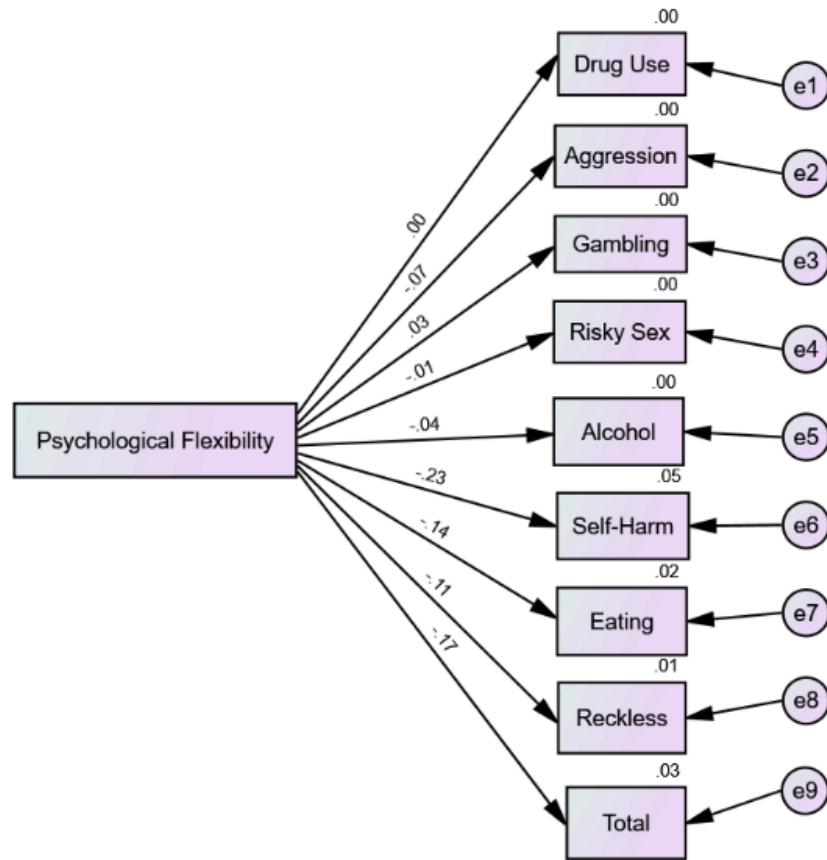 .00
Drug Use
e1
.00
Aggression
e2
.00
Gambling
e3
.00
Risky Sex
e4
.00
Alcohol
e5
.05
Self-Harm
e6
.02
Eating
e7
.01
Reckless
e8
.03
Total
e9
Psychological Flexibility
.00
-.07
.03
-.01
-.04
-.23
-.14
-.11
-.17